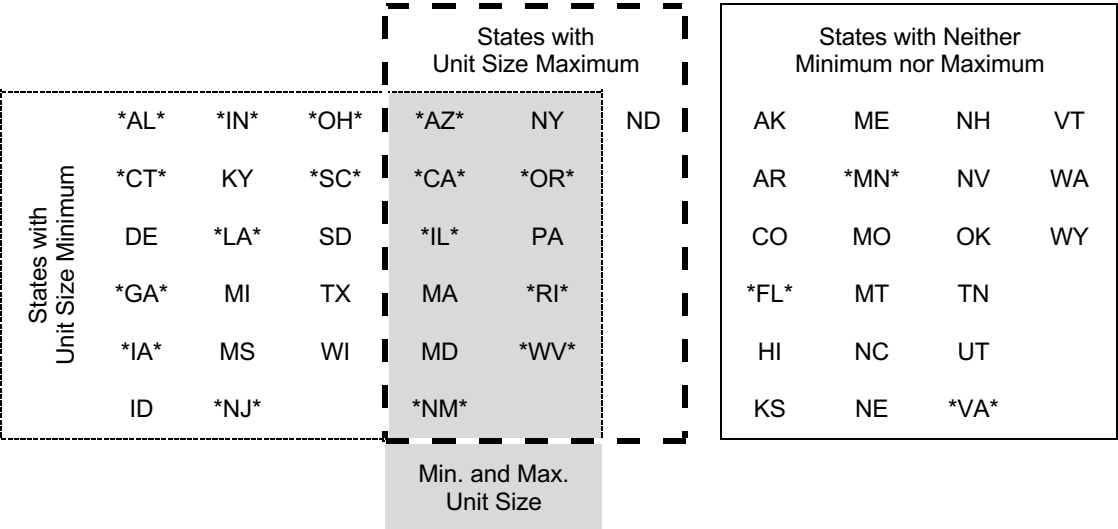 States with
Unit Size Maximum
States with Neither
Minimum nor Maximum
States with
Unit Size Minimum
*AL* *IN* *OH* *AZ* NY ND AK ME NH VT
*CT* KY *SC* *CA* *OR* AR *MN* NV WA
DE *LA* SD *IL* PA CO MO OK WY
*GA* MI TX MA *RI* *FL* MT TN
*IA* MS WI MD *WV* HI NC UT
ID *NJ* *NM* KS NE *VA*
Min. and Max.
Unit Size